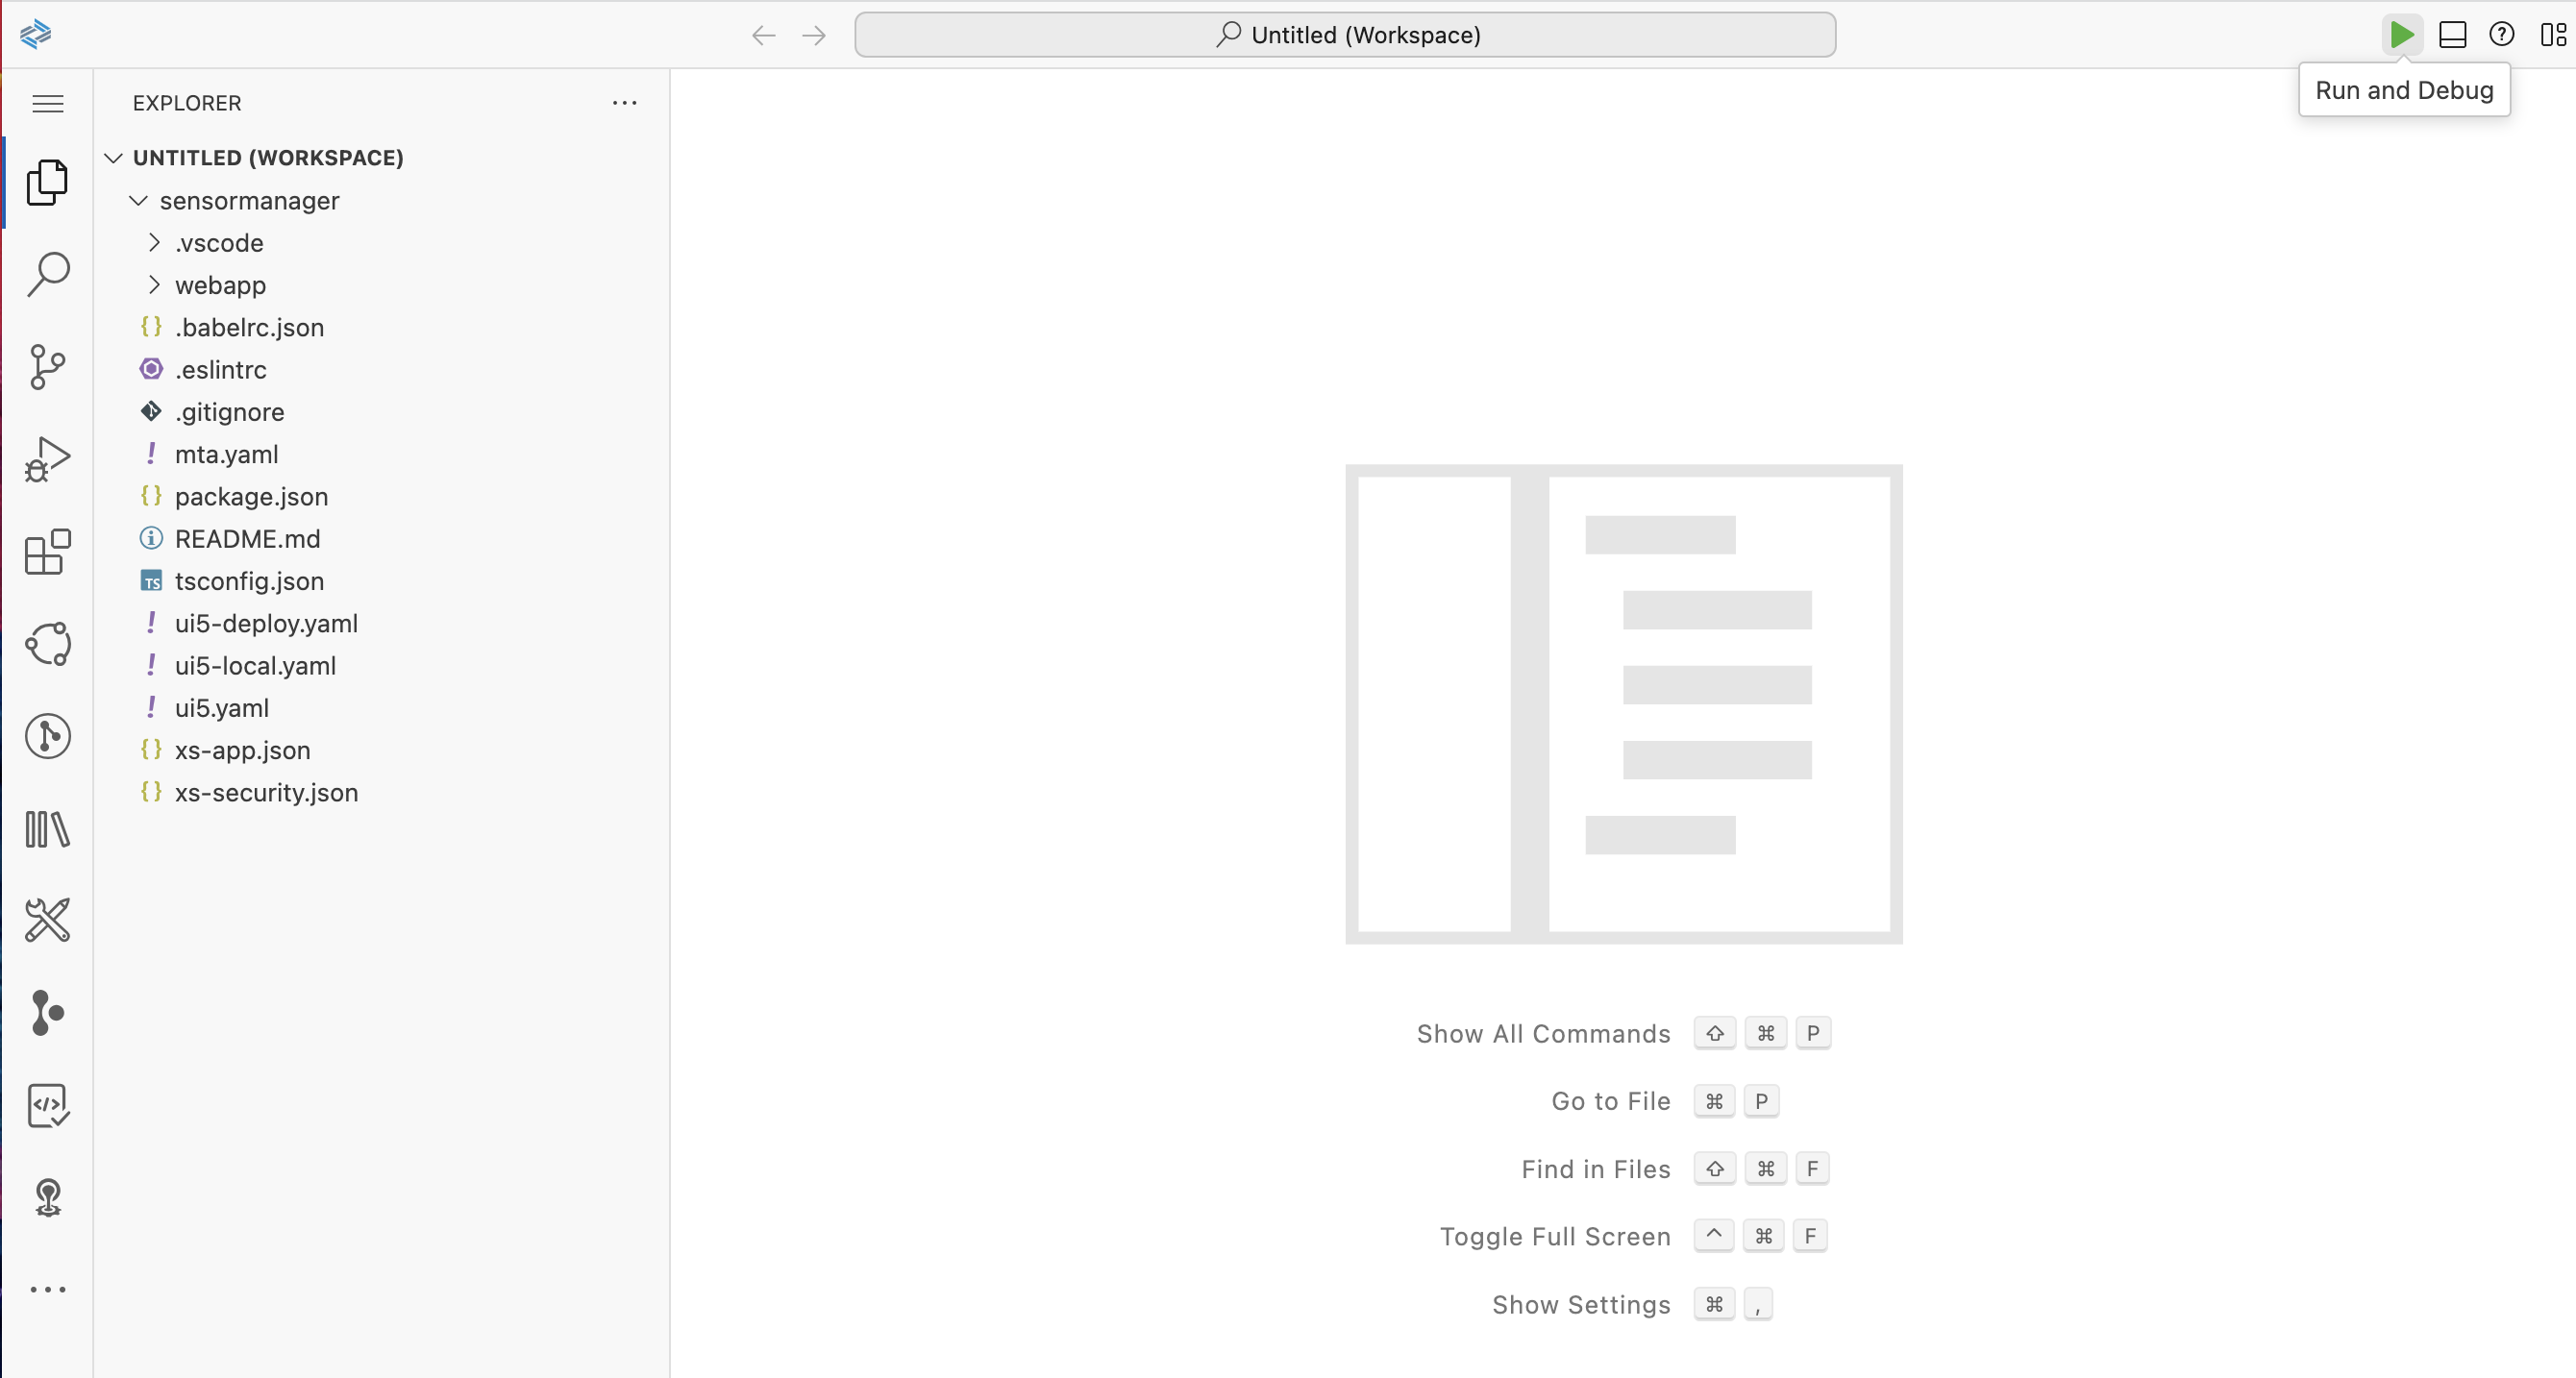 Untitled (Workspace)
Run and Debug
EXPLORER
UNTITLED (WORKSPACE)
sensormanager
.vscode
webapp
{} .babelrc.json
.eslintrc
.gitignore
! mta.yaml
{} package.json
README.md
TS tsconfig.json
! ui5-deploy.yaml
! ui5-local.yaml
! ui5.yaml
{} xs-app.json
{} xs-security.json
Show All Commands ⇧ ⌘ P
Go to File ⌘ P
Find in Files ⇧ ⌘ F
Toggle Full Screen ^ ⌘ F
Show Settings ⌘ ,